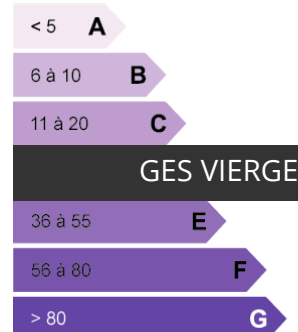 < 5 A
6 à 10 B
11 à 20 C
GES VIERGE
36 à 55 E
56 à 80 F
> 80 G